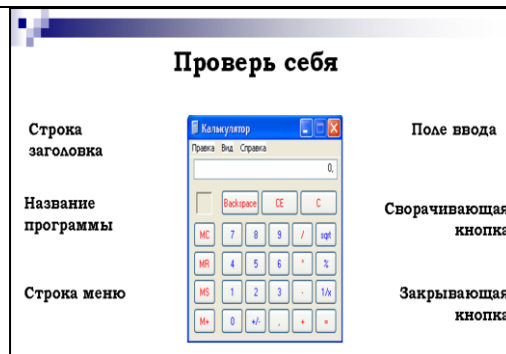 Проверь себя
Строка
заголовка
Название
программы
Строка меню
Калькулятор
Правка Вид Справка
0,
Backspace CE C
MC 7 8 9 / sqrt
MR 4 5 6 * %
MS 1 2 3 - 1/x
M+ 0 +/- , + =
Поле ввода
Сворачивающая
кнопка
Закрывающая
кнопка